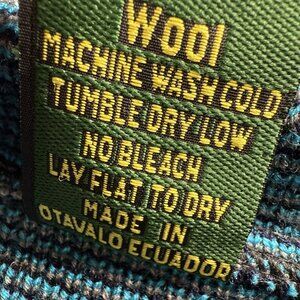 Wool
MACHINE WASH COLD
TUMBLE DRY LOW
NO BLEACH
LAY FLAT TO DRY
MADE IN
OTAVALO ECUADOR